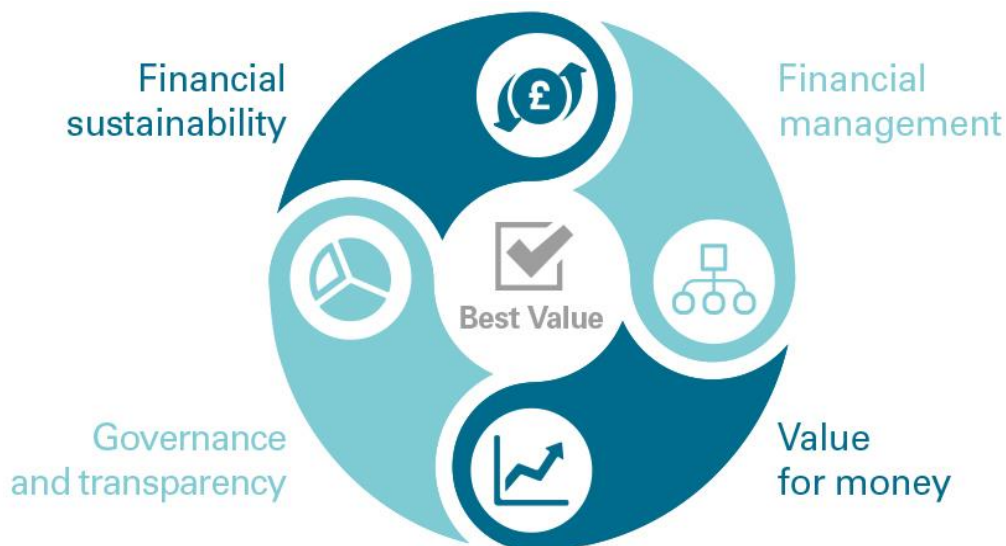 Financial
sustainability
£
Financial
management
Best Value
Governance
and transparency
Value
for money